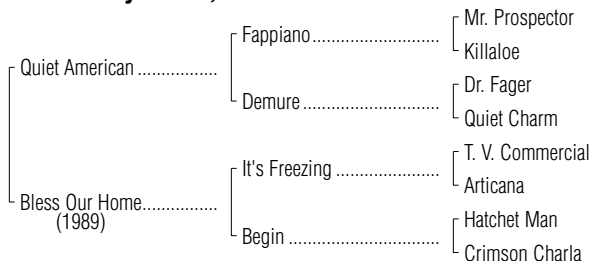 Mr. Prospector
Fappiano
Killaloe
Quiet American
Dr. Fager
Demure
Quiet Charm
T. V. Commercial
It's Freezing
Articana
Bless Our Home
(1989)
Hatchet Man
Begin
Crimson Charla